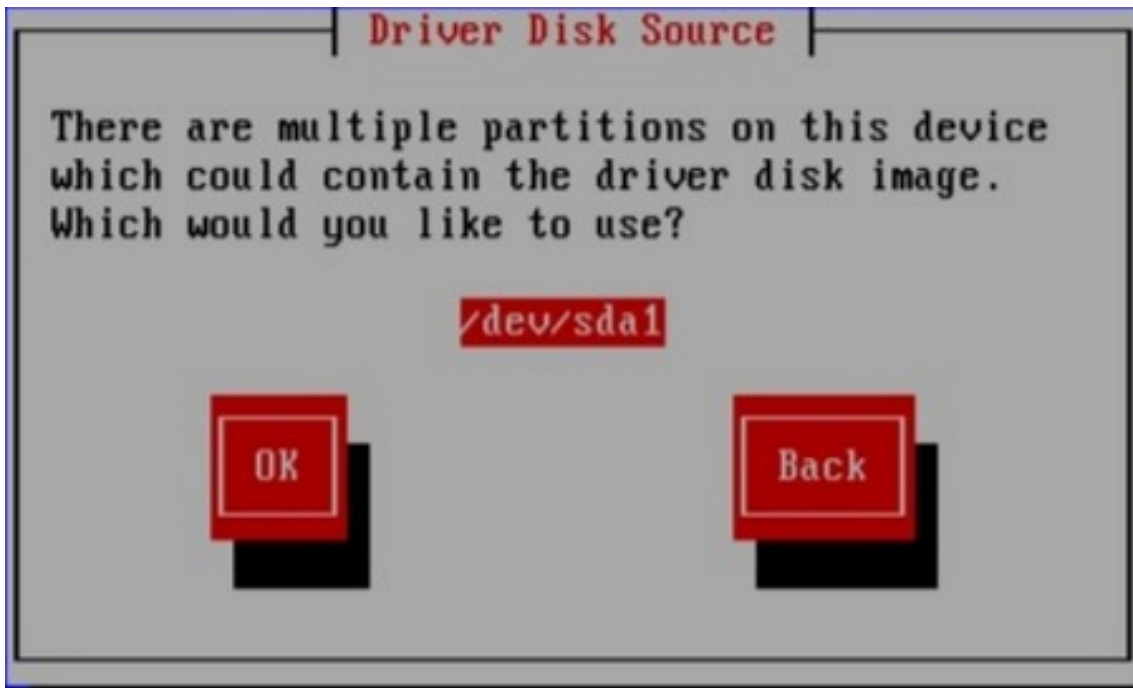 Driver Disk Source
There are multiple partitions on this device
which could contain the driver disk image.
Which would you like to use?
/dev/sda1
OK
Back